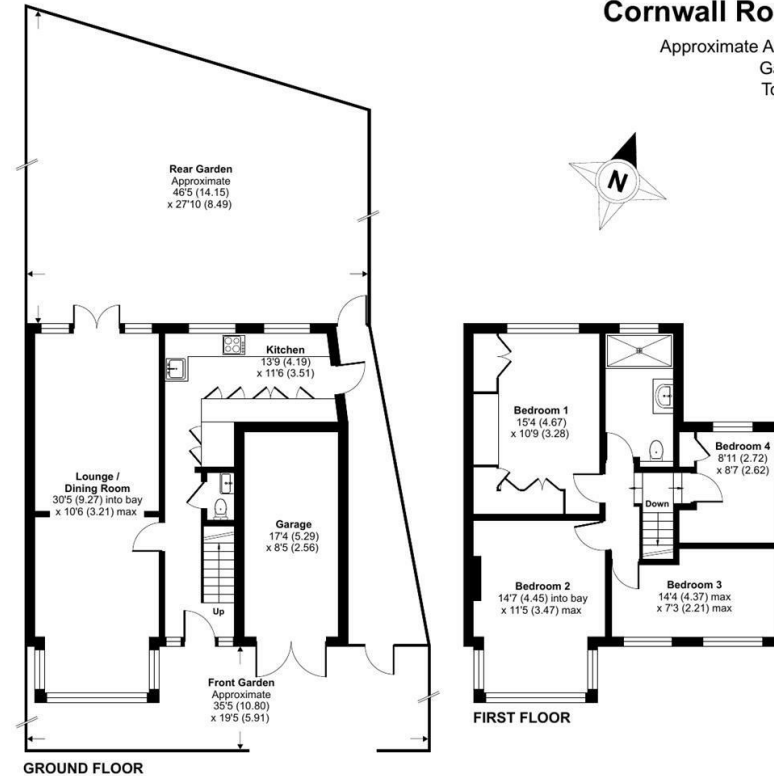 Cornwall Ro
Approximate A
Ga
To
N
Rear Garden
Approximate
46'5 (14.15)
x 27'10 (8.49)
Kitchen
13'9 (4.19)
x 11'6 (3.51)
Lounge /
Dining Room
30'5 (9.27) into bay
x 10'6 (3.21) max
Garage
17'4 (5.29)
x 8'5 (2.56)
Up
Front Garden
Approximate
35'5 (10.80)
x 19'5 (5.91)
GROUND FLOOR
Bedroom 1
15'4 (4.67)
x 10'9 (3.28)
Bedroom 4
8'11 (2.72)
x 8'7 (2.62)
Down
Bedroom 2
14'7 (4.45) into bay
x 11'5 (3.47) max
Bedroom 3
14'4 (4.37) max
x 7'3 (2.21) max
FIRST FLOOR